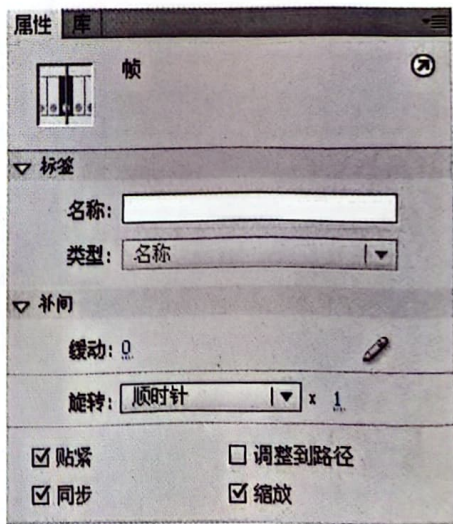 属性 库
帧
标签
名称:
类型: 名称
补间
缓动: 0
旋转: 顺时针 x 1
贴紧 调整到路径
同步 缩放